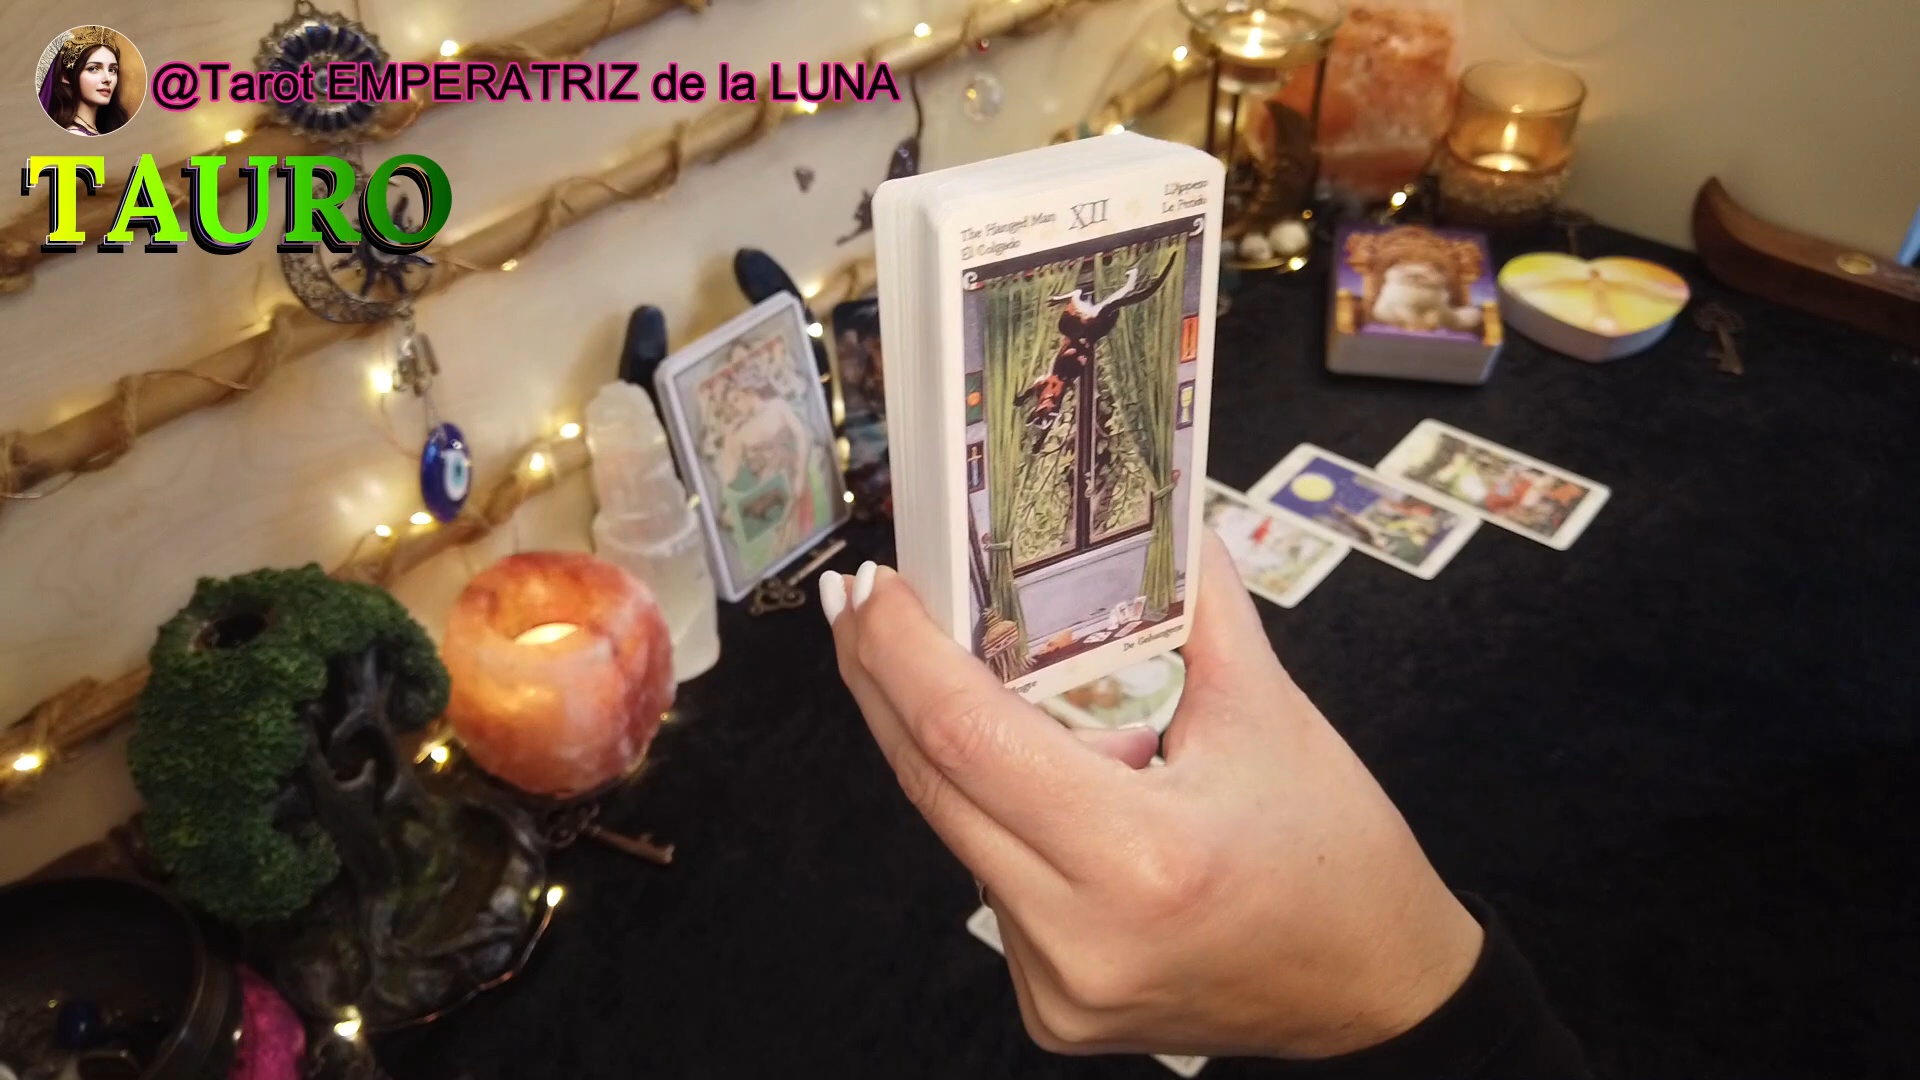 @Tarot EMPERATRIZ de la LUNA
TAURO
The Hanged Man
El Colgado
XII
L'Appeso
Le Pendu
De Gehangene